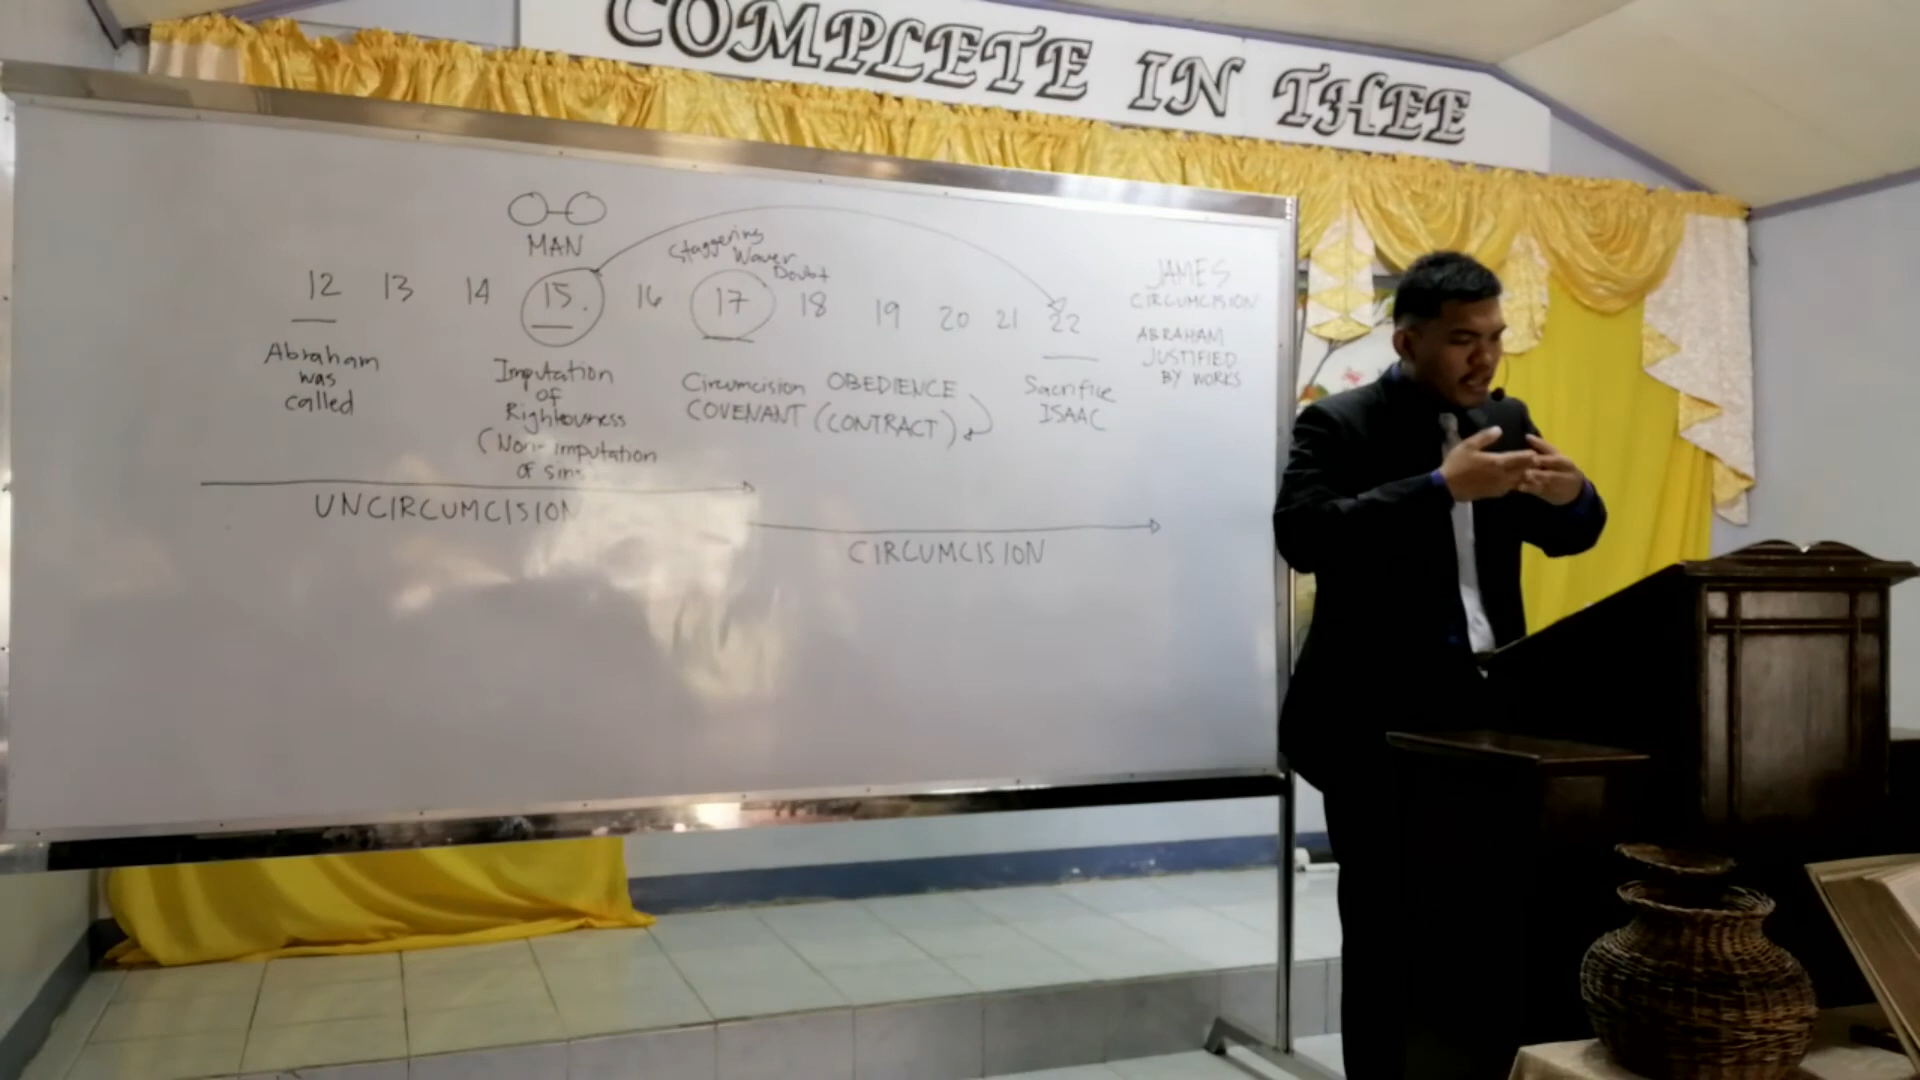 COMPLETE IN THEE
MAN
Staggering
Waver
Doubt
12 13 14 15. 16 17 18 19 20 21 22
Abraham
was
called
Imputation
of
Righteousness
(Non-imputation
of sins)
Circumcision OBEDIENCE
COVENANT (CONTRACT)
Sacrifice
ISAAC
JAMES
CIRCUMCISION
ABRAHAM
JUSTIFIED
BY WORKS
UNCIRCUMCISION
CIRCUMCISION